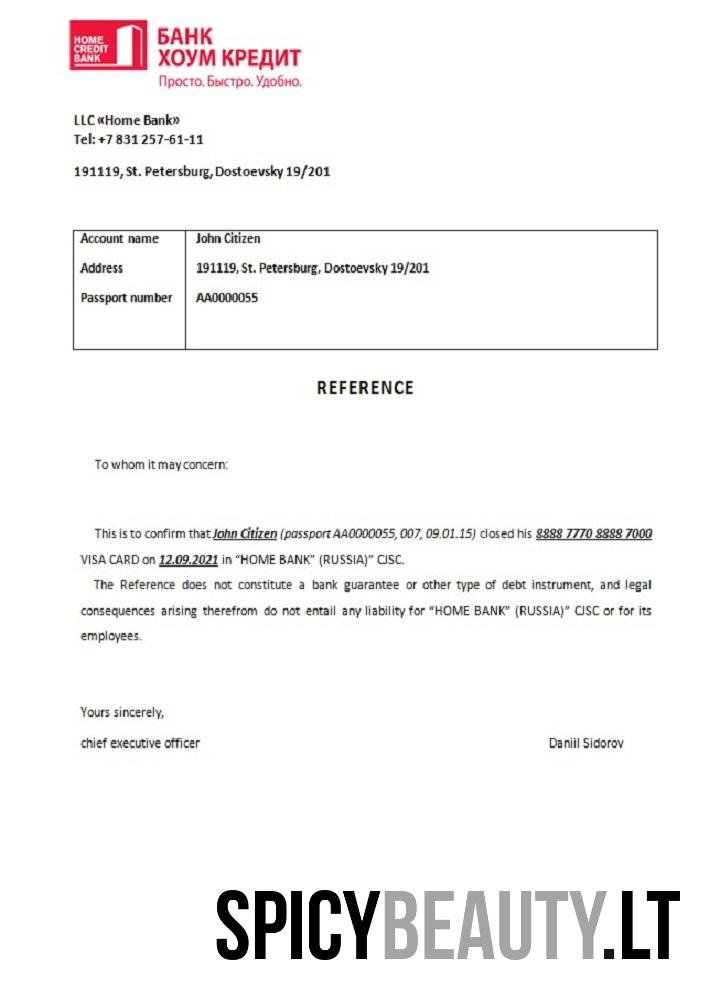 HOME
CREDIT
BANK
БАНК
ХОУМ КРЕДИТ
Просто. Быстро. Удобно.
LLC «Home Bank»
Tel: +7 831 257-61-11
191119, St. Petersburg, Dostoevsky 19/201
Account name John Citizen
Address 191119, St. Petersburg, Dostoevsky 19/201
Passport number AA0000055
REFERENCE
To whom it may concern:
This is to confirm that John Citizen (passport AA0000055, 007, 09.01.15) closed his 8888 7770 8888 7000
VISA CARD on 12.09.2021 in “HOME BANK” (RUSSIA)” CJSC.
The Reference does not constitute a bank guarantee or other type of debt instrument, and legal
consequences arising therefrom do not entail any liability for “HOME BANK” (RUSSIA)” CJSC or for its
employees.
Yours sincerely,
chief executive officer Daniil Sidorov
SPICYBEAUTY.LT